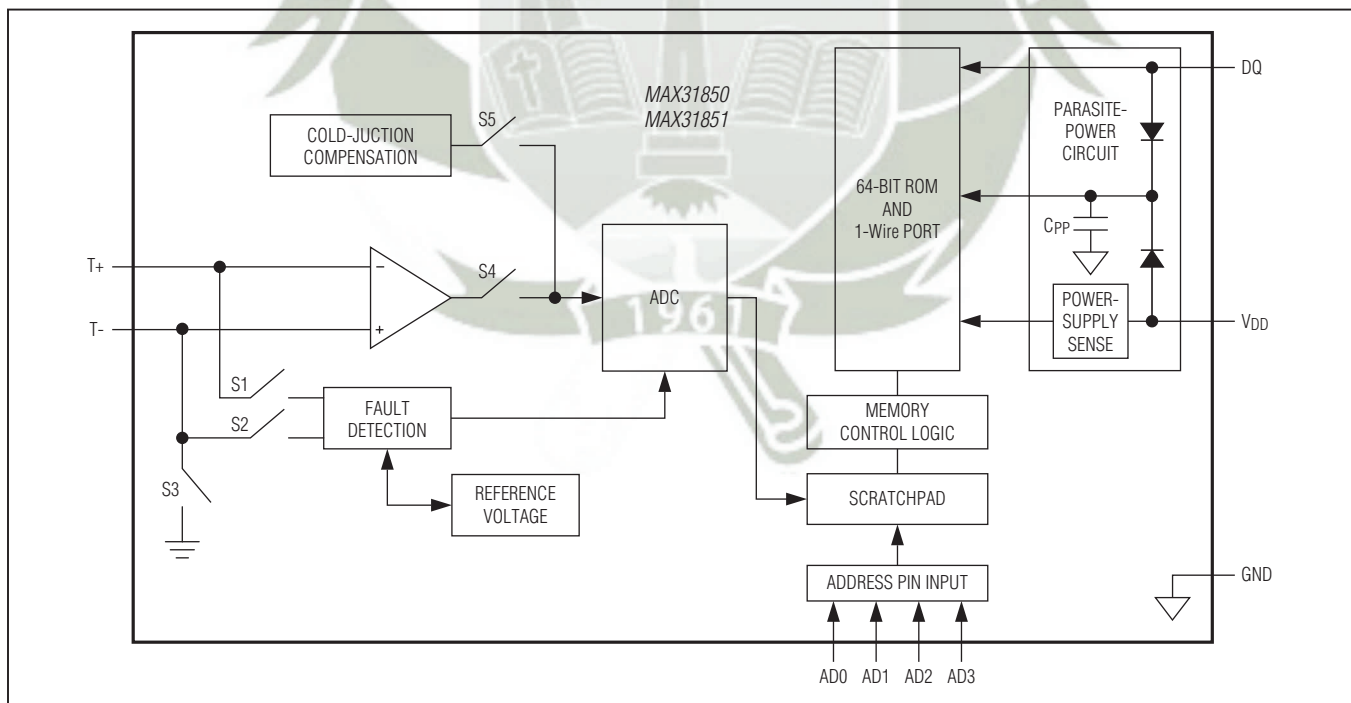 MAX31850
MAX31851
COLD-JUCTION
COMPENSATION
S5
S4
T+
T-
−
+
ADC
S1
S2
S3
FAULT
DETECTION
REFERENCE
VOLTAGE
64-BIT ROM
AND
1-Wire PORT
MEMORY
CONTROL LOGIC
SCRATCHPAD
ADDRESS PIN INPUT
AD0 AD1 AD2 AD3
PARASITE-
POWER
CIRCUIT
CPP
POWER-
SUPPLY
SENSE
DQ
VDD
GND
1961